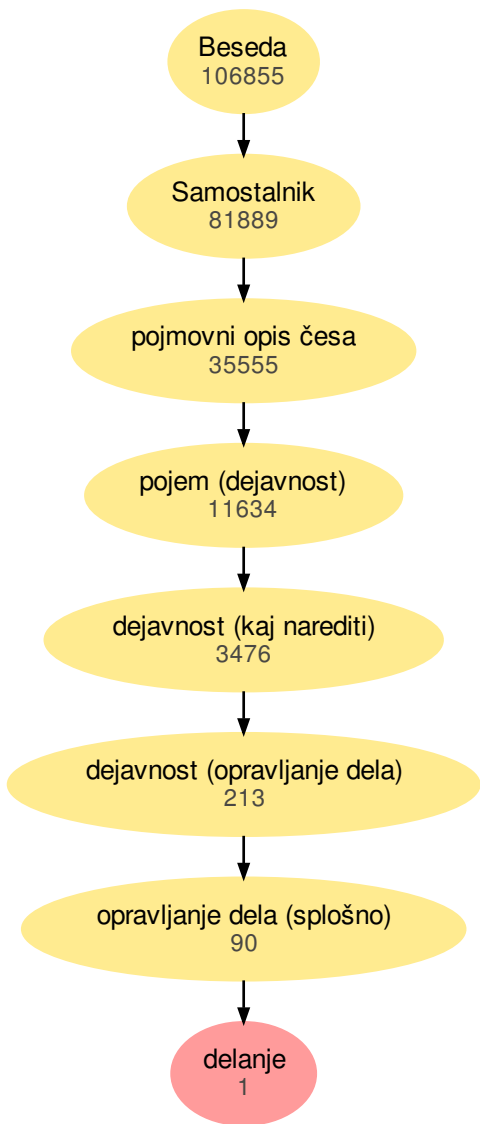 Beseda
106855
Samostalnik
81889
pojmovni opis česa
35555
pojem (dejavnost)
11634
dejavnost (kaj narediti)
3476
dejavnost (opravljanje dela)
213
opravljanje dela (splošno)
90
delanje
1